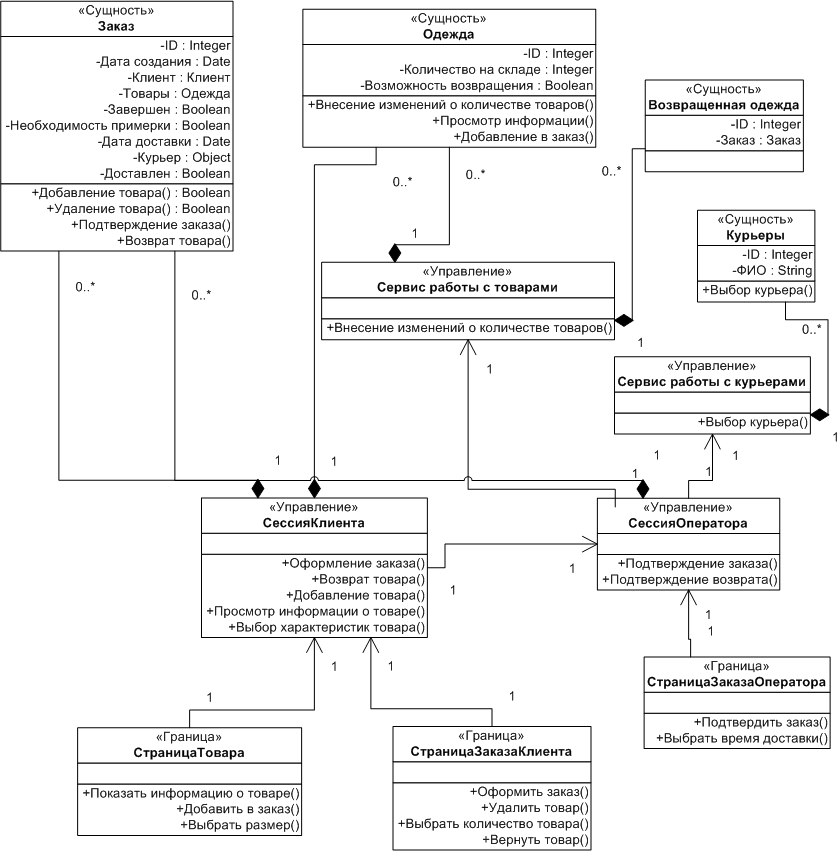 «Сущность»
Заказ
-ID : Integer
-Дата создания : Date
-Клиент : Клиент
-Товары : Одежда
-Завершен : Boolean
-Необходимость примерки : Boolean
-Дата доставки : Date
-Курьер : Object
-Доставлен : Boolean
+Добавление товара() : Boolean
+Удаление товара() : Boolean
+Подтверждение заказа()
+Возврат товара()
«Сущность»
Одежда
-ID : Integer
-Количество на складе : Integer
-Возможность возвращения : Boolean
+Внесение изменений о количестве товаров()
+Просмотр информации()
+Добавление в заказ()
«Сущность»
Возвращенная одежда
-ID : Integer
-Заказ : Заказ
0..*
0..*
0..*
«Сущность»
Курьеры
-ID : Integer
-ФИО : String
+Выбор курьера()
1
«Управление»
Сервис работы с товарами
+Внесение изменений о количестве товаров()
0..*
0..*
1
0..*
1
«Управление»
Сервис работы с курьерами
+Выбор курьера()
1
1
1
1
1
1
1
«Управление»
СессияКлиента
+Оформление заказа()
+Возврат товара()
+Добавление товара()
+Просмотр информации о товаре()
+Выбор характеристик товара()
«Управление»
СессияОператора
+Подтверждение заказа()
+Подтверждение возврата()
1
1
1
1
«Граница»
СтраницаЗаказаОператора
+Подтвердить заказ()
+Выбрать время доставки()
1
1
1
1
«Граница»
СтраницаТовара
+Показать информацию о товаре()
+Добавить в заказ()
+Выбрать размер()
«Граница»
СтраницаЗаказаКлиента
+Оформить заказ()
+Удалить товар()
+Выбрать количество товара()
+Вернуть товар()